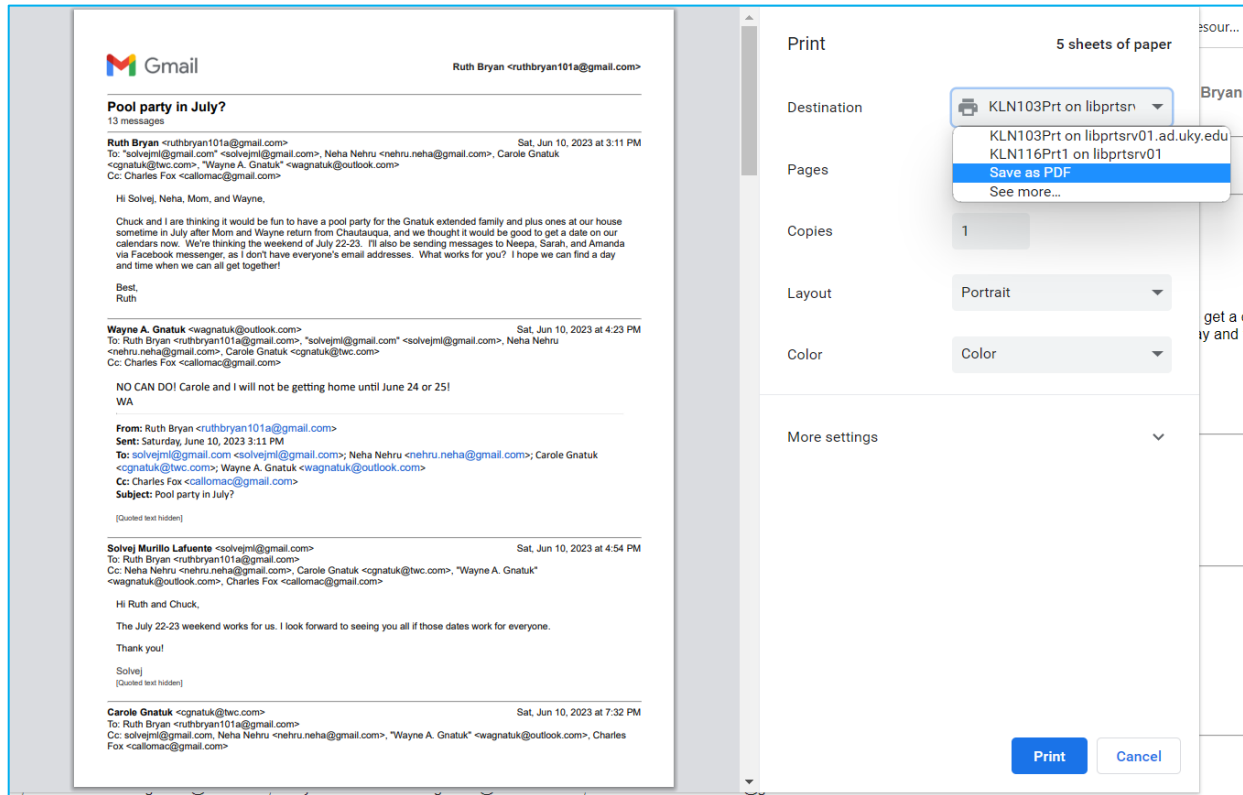 Gmail
Ruth Bryan <ruthbryan101a@gmail.com>
Pool party in July?
13 messages
Ruth Bryan <ruthbryan101a@gmail.com> Sat, Jun 10, 2023 at 3:11 PM
To: "solvejml@gmail.com" <solvejml@gmail.com>, Neha Nehru <nehru.neha@gmail.com>, Carole Gnatuk
<cgnatuk@twc.com>, "Wayne A. Gnatuk" <wagnatuk@outlook.com>
Cc: Charles Fox <callomac@gmail.com>
Hi Solvej, Neha, Mom, and Wayne,
Chuck and I are thinking it would be fun to have a pool party for the Gnatuk extended family and plus ones at our house
sometime in July after Mom and Wayne return from Chautauqua, and we thought it would be good to get a date on our
calendars now. We're thinking the weekend of July 22-23. I'll also be sending messages to Neepa, Sarah, and Amanda
via Facebook messenger, as I don't have everyone's email addresses. What works for you? I hope we can find a day
and time when we can all get together!
Best,
Ruth
Wayne A. Gnatuk <wagnatuk@outlook.com> Sat, Jun 10, 2023 at 4:23 PM
To: Ruth Bryan <ruthbryan101a@gmail.com>, "solvejml@gmail.com" <solvejml@gmail.com>, Neha Nehru
<nehru.neha@gmail.com>, Carole Gnatuk <cgnatuk@twc.com>
Cc: Charles Fox <callomac@gmail.com>
NO CAN DO! Carole and I will not be getting home until June 24 or 25!
WA
From: Ruth Bryan <ruthbryan101a@gmail.com>
Sent: Saturday, June 10, 2023 3:11 PM
To: solvejml@gmail.com <solvejml@gmail.com>; Neha Nehru <nehru.neha@gmail.com>; Carole Gnatuk
<cgnatuk@twc.com>; Wayne A. Gnatuk <wagnatuk@outlook.com>
Cc: Charles Fox <callomac@gmail.com>
Subject: Pool party in July?
[Quoted text hidden]
Solvej Murillo Lafuente <solvejml@gmail.com> Sat, Jun 10, 2023 at 4:54 PM
To: Ruth Bryan <ruthbryan101a@gmail.com>
Cc: Neha Nehru <nehru.neha@gmail.com>, Carole Gnatuk <cgnatuk@twc.com>, "Wayne A. Gnatuk"
<wagnatuk@outlook.com>, Charles Fox <callomac@gmail.com>
Hi Ruth and Chuck,
The July 22-23 weekend works for us. I look forward to seeing you all if those dates work for everyone.
Thank you!
Solvej
[Quoted text hidden]
Carole Gnatuk <cgnatuk@twc.com> Sat, Jun 10, 2023 at 7:32 PM
To: Ruth Bryan <ruthbryan101a@gmail.com>
Cc: solvejml@gmail.com, Neha Nehru <nehru.neha@gmail.com>, "Wayne A. Gnatuk" <wagnatuk@outlook.com>, Charles
Fox <callomac@gmail.com>
Print 5 sheets of paper
Destination KLN103Prt on libprtsrv
KLN103Prt on libprtsrv01.ad.uky.edu
KLN116Prt1 on libprtsrv01
Save as PDF
See more...
Pages
Copies 1
Layout Portrait
Color Color
More settings
Print Cancel
esour...
Bryan
get a
ay and